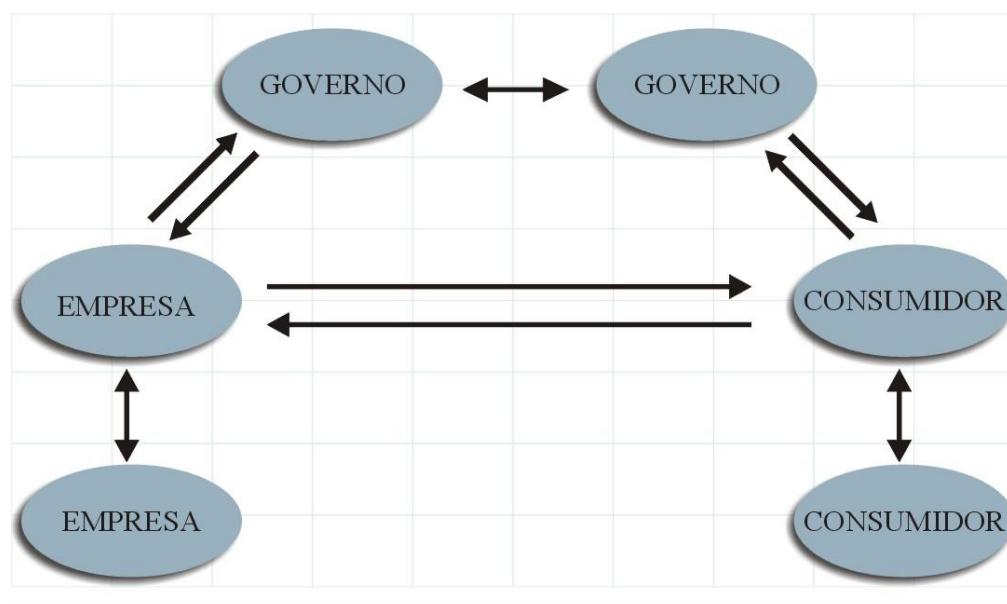 GOVERNO
GOVERNO
EMPRESA
CONSUMIDOR
EMPRESA
CONSUMIDOR